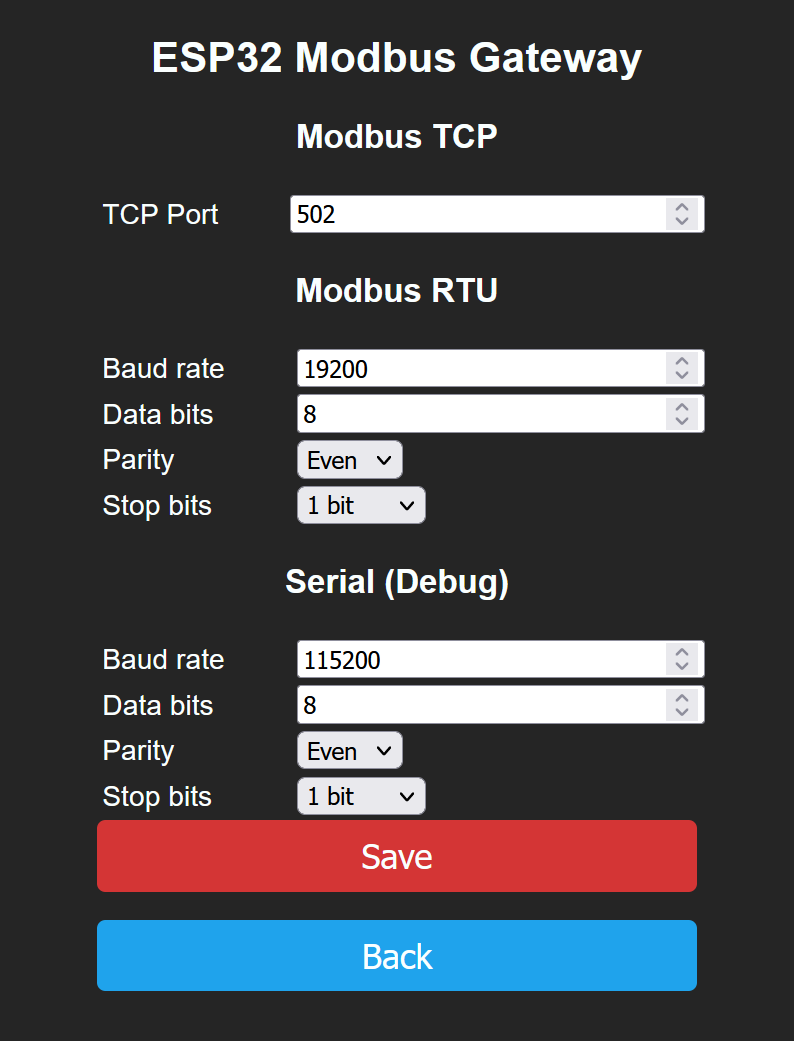 ESP32 Modbus Gateway
Modbus TCP
TCP Port 502
Modbus RTU
Baud rate 19200
Data bits 8
Parity Even
Stop bits 1 bit
Serial (Debug)
Baud rate 115200
Data bits 8
Parity Even
Stop bits 1 bit
Save
Back